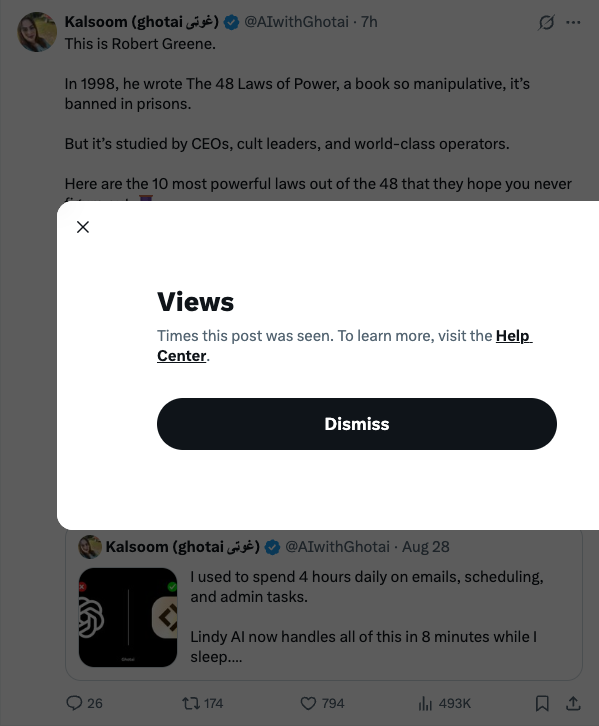 Kalsoom (ghotai غوتۍ) @AIwithGhotai · 7h
This is Robert Greene.
In 1998, he wrote The 48 Laws of Power, a book so manipulative, it's
banned in prisons.
But it's studied by CEOs, cult leaders, and world-class operators.
Here are the 10 most powerful laws out of the 48 that they hope you never
Views
Times this post was seen. To learn more, visit the Help
Center.
Dismiss
Kalsoom (ghotai غوتۍ) @AIwithGhotai · Aug 28
I used to spend 4 hours daily on emails, scheduling,
and admin tasks.
Lindy AI now handles all of this in 8 minutes while I
sleep....
26 174 794 493K